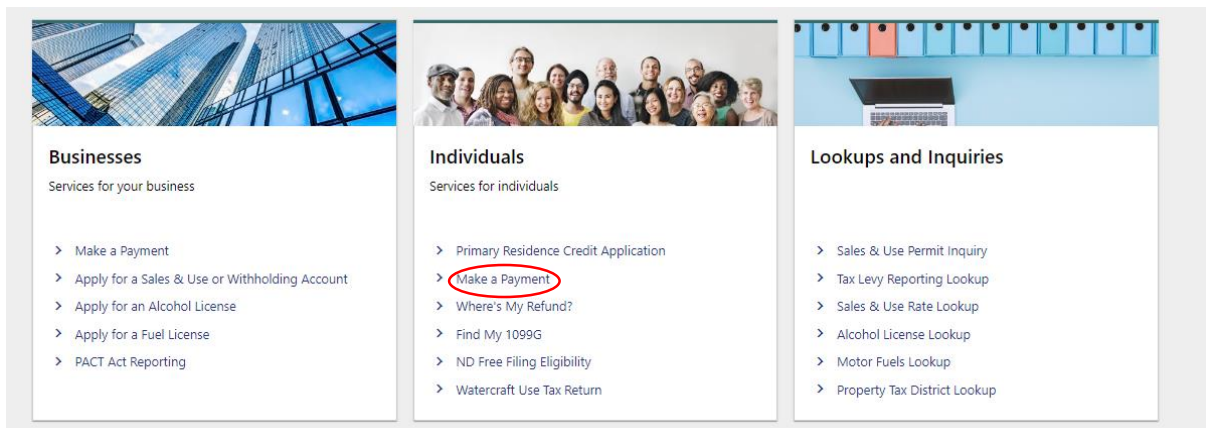 Businesses
Services for your business
Make a Payment
Apply for a Sales & Use or Withholding Account
Apply for an Alcohol License
Apply for a Fuel License
PACT Act Reporting
Individuals
Services for individuals
Primary Residence Credit Application
Make a Payment
Where's My Refund?
Find My 1099G
ND Free Filing Eligibility
Watercraft Use Tax Return
Lookups and Inquiries
Sales & Use Permit Inquiry
Tax Levy Reporting Lookup
Sales & Use Rate Lookup
Alcohol License Lookup
Motor Fuels Lookup
Property Tax District Lookup